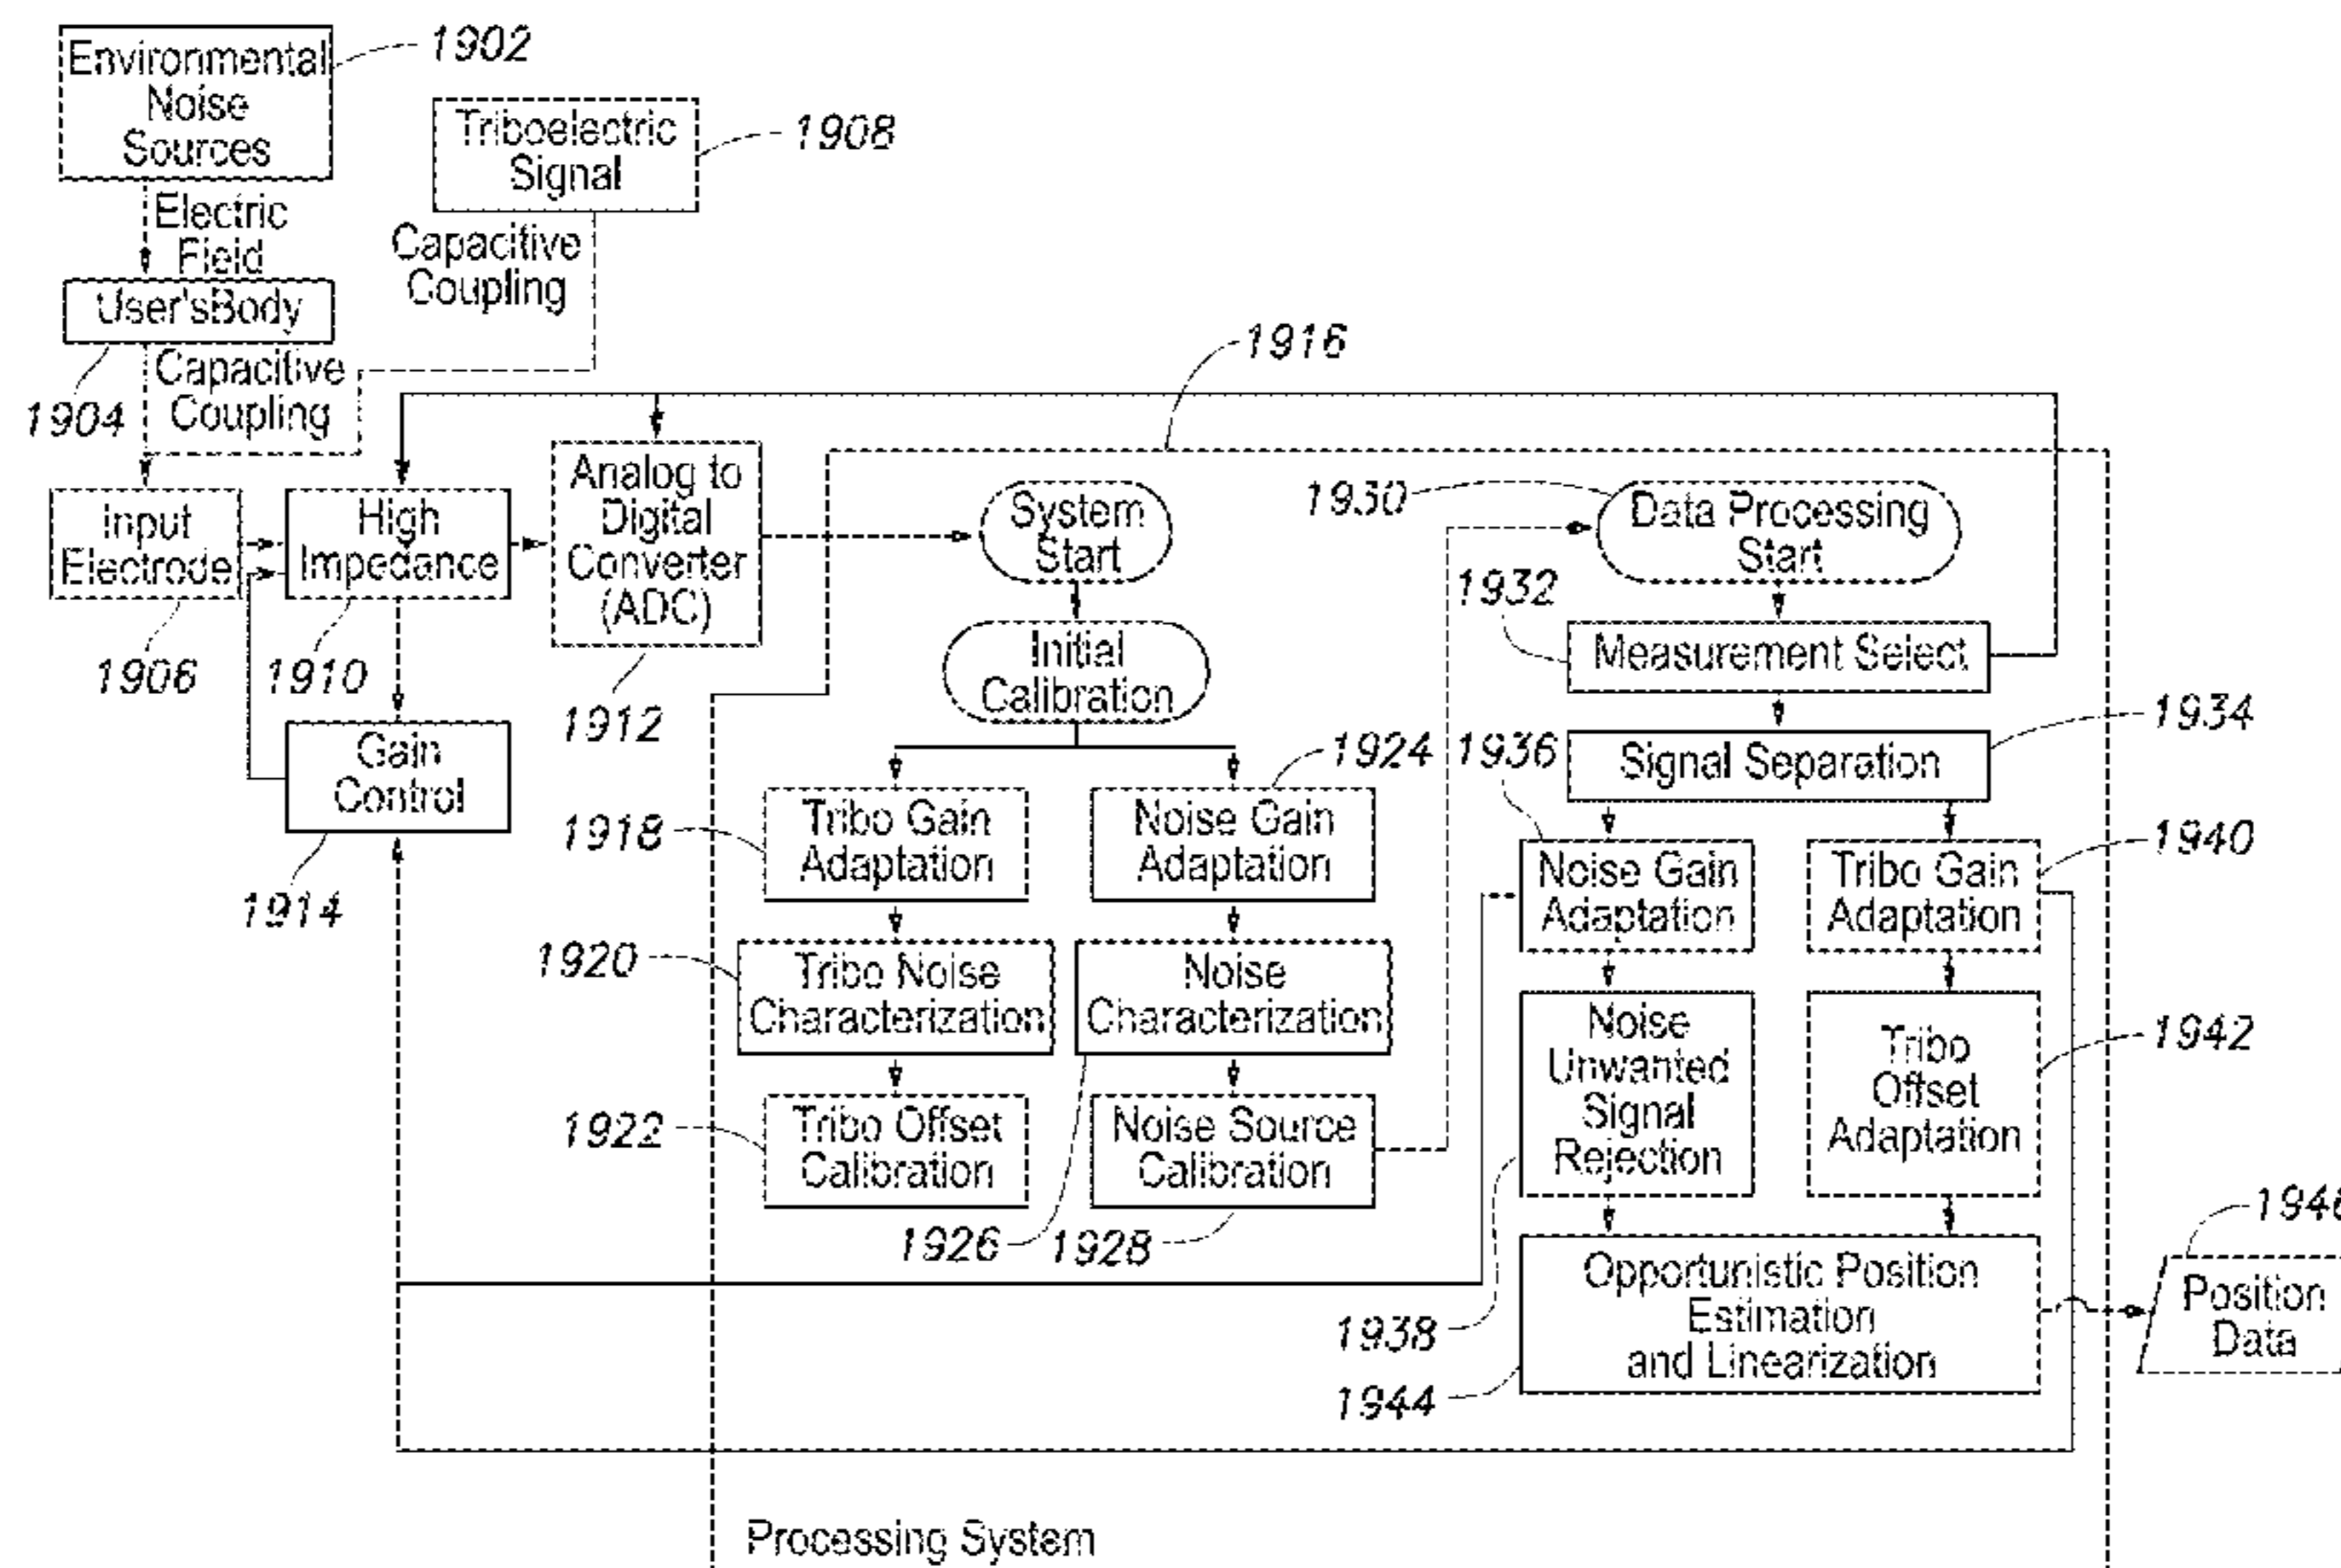 1902
Environmental
Noise
Sources
Triboelectric
Signal
1908
Electric
Field
Capacitive
Coupling
User'sBody
1904
Capacitive
Coupling
1916
Input
Electrode
1906
High
Impedance
1910
Analog to
Digital
Converter
(ADC)
1912
Gain
Control
1914
System
Start
Initial
Calibration
1918
Tribo Gain
Adaptation
1924
Noise Gain
Adaptation
1920
Tribo Noise
Characterization
Noise
Characterization
1926
1922
Tribo Offset
Calibration
Noise Source
Calibration
1928
1930
Data Processing
Start
1932
Measurement Select
1934
Signal Separation
1936
Noise Gain
Adaptation
Tribo Gain
Adaptation
1940
Noise
Unwanted
Signal
Rejection
1938
Tribo
Offset
Adaptation
1942
Opportunistic Position
Estimation
and Linearization
1944
1946
Position
Data
Processing System